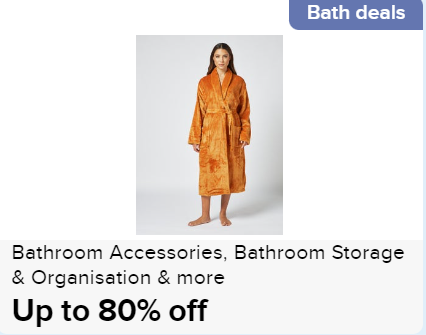 Bath deals
Bathroom Accessories, Bathroom Storage
& Organisation & more
Up to 80% off